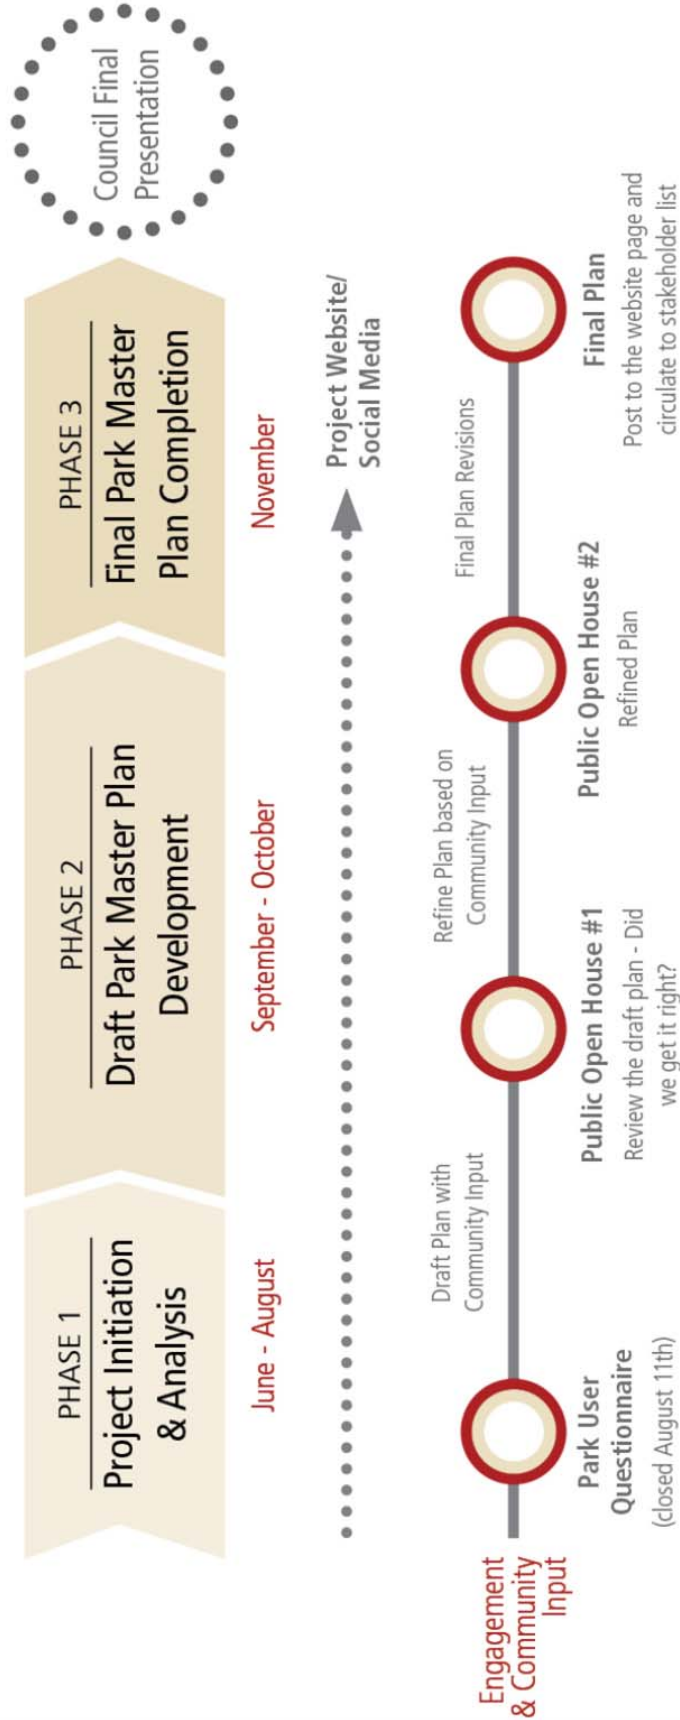 PHASE 1
Project Initiation
& Analysis
June - August
PHASE 2
Draft Park Master Plan
Development
September - October
PHASE 3
Final Park Master
Plan Completion
November
Council Final
Presentation
Project Website/
Social Media
Engagement
& Community
Input
Park User
Questionnaire
(closed August 11th)
Draft Plan with
Community Input
Public Open House #1
Review the draft plan - Did
we get it right?
Refine Plan based on
Community Input
Public Open House #2
Refined Plan
Final Plan Revisions
Final Plan
Post to the website page and
circulate to stakeholder list